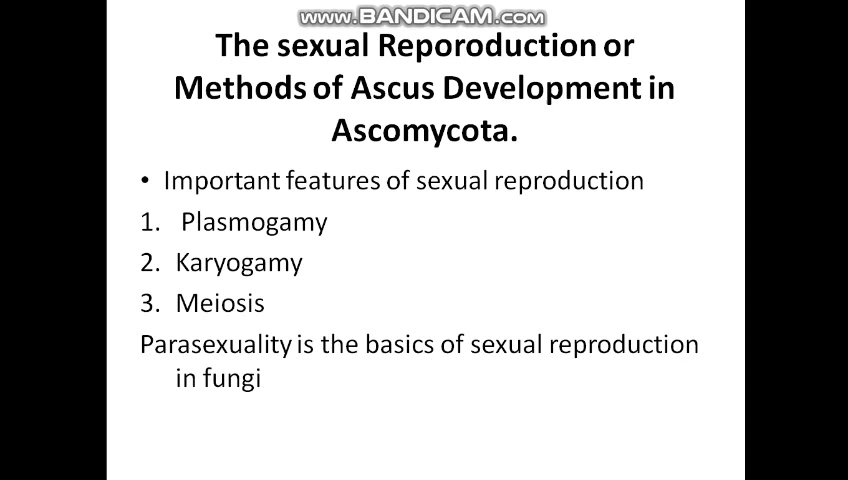 www.BANDICAM.com
The sexual Reporoduction or
Methods of Ascus Development in
Ascomycota.
• Important features of sexual reproduction
1. Plasmogamy
2. Karyogamy
3. Meiosis
Parasexuality is the basics of sexual reproduction
in fungi